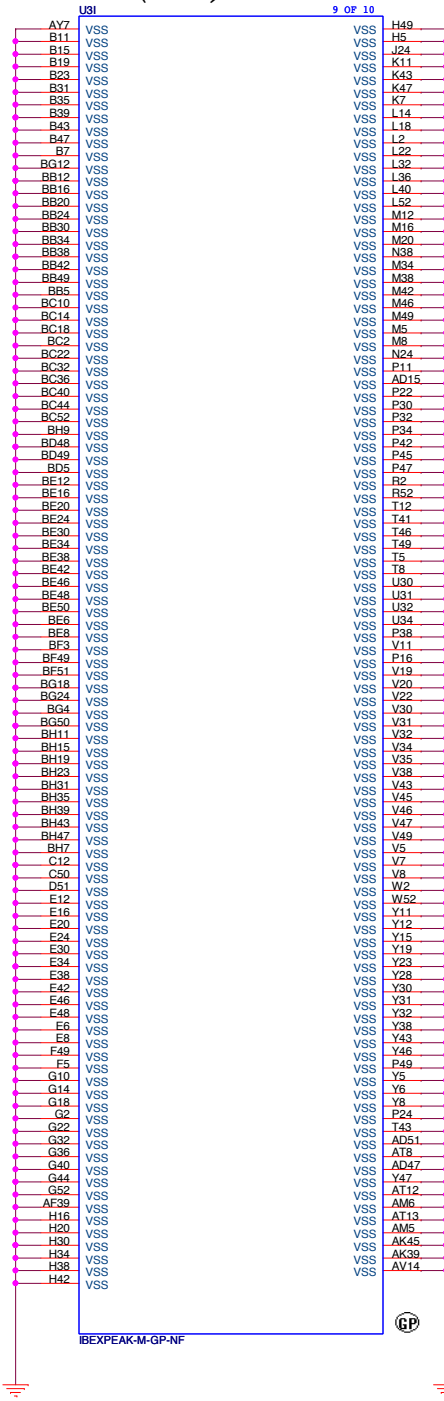 U3I 9 OF 10
AY7 VSS VSS H49
B11 VSS VSS H5
B15 VSS VSS J24
B19 VSS VSS K11
B23 VSS VSS K43
B31 VSS VSS K47
B35 VSS VSS K7
B39 VSS VSS L14
B43 VSS VSS L18
B47 VSS VSS L2
B7 VSS VSS L22
BG12 VSS VSS L32
BB12 VSS VSS L36
BB16 VSS VSS L40
BB20 VSS VSS L52
BB24 VSS VSS M12
BB30 VSS VSS M16
BB34 VSS VSS M20
BB38 VSS VSS N38
BB42 VSS VSS M34
BB49 VSS VSS M38
BB5 VSS VSS M42
BC10 VSS VSS M46
BC14 VSS VSS M49
BC18 VSS VSS M5
BC2 VSS VSS M8
BC22 VSS VSS N24
BC32 VSS VSS P11
BC36 VSS VSS AD15
BC40 VSS VSS P22
BC44 VSS VSS P30
BC52 VSS VSS P32
BH9 VSS VSS P34
BD48 VSS VSS P42
BD49 VSS VSS P45
BD5 VSS VSS P47
BE12 VSS VSS R2
BE16 VSS VSS R52
BE20 VSS VSS T12
BE24 VSS VSS T41
BE30 VSS VSS T46
BE34 VSS VSS T49
BE38 VSS VSS T5
BE42 VSS VSS T8
BE46 VSS VSS U30
BE48 VSS VSS U31
BE50 VSS VSS U32
BE6 VSS VSS U34
BE8 VSS VSS P38
BF3 VSS VSS V11
BF49 VSS VSS P16
BF51 VSS VSS V19
BG18 VSS VSS V20
BG24 VSS VSS V22
BG4 VSS VSS V30
BG50 VSS VSS V31
BH11 VSS VSS V32
BH15 VSS VSS V34
BH19 VSS VSS V35
BH23 VSS VSS V38
BH31 VSS VSS V43
BH35 VSS VSS V45
BH39 VSS VSS V46
BH43 VSS VSS V47
BH47 VSS VSS V49
BH7 VSS VSS V5
C12 VSS VSS V7
C50 VSS VSS V8
D51 VSS VSS W2
E12 VSS VSS W52
E16 VSS VSS Y11
E20 VSS VSS Y12
E24 VSS VSS Y15
E30 VSS VSS Y19
E34 VSS VSS Y23
E38 VSS VSS Y28
E42 VSS VSS Y30
E46 VSS VSS Y31
E48 VSS VSS Y32
E6 VSS VSS Y38
E8 VSS VSS Y43
F49 VSS VSS Y46
F5 VSS VSS P49
G10 VSS VSS Y5
G14 VSS VSS Y6
G18 VSS VSS Y8
G2 VSS VSS P24
G22 VSS VSS T43
G32 VSS VSS AD51
G36 VSS VSS AT8
G40 VSS VSS AD47
G44 VSS VSS Y47
G52 VSS VSS AT12
AF39 VSS VSS AM6
H16 VSS VSS AT13
H20 VSS VSS AM5
H30 VSS VSS AK45
H34 VSS VSS AK39
H38 VSS VSS AV14
H42 VSS
GP
IBEXPEAK-M-GP-NF